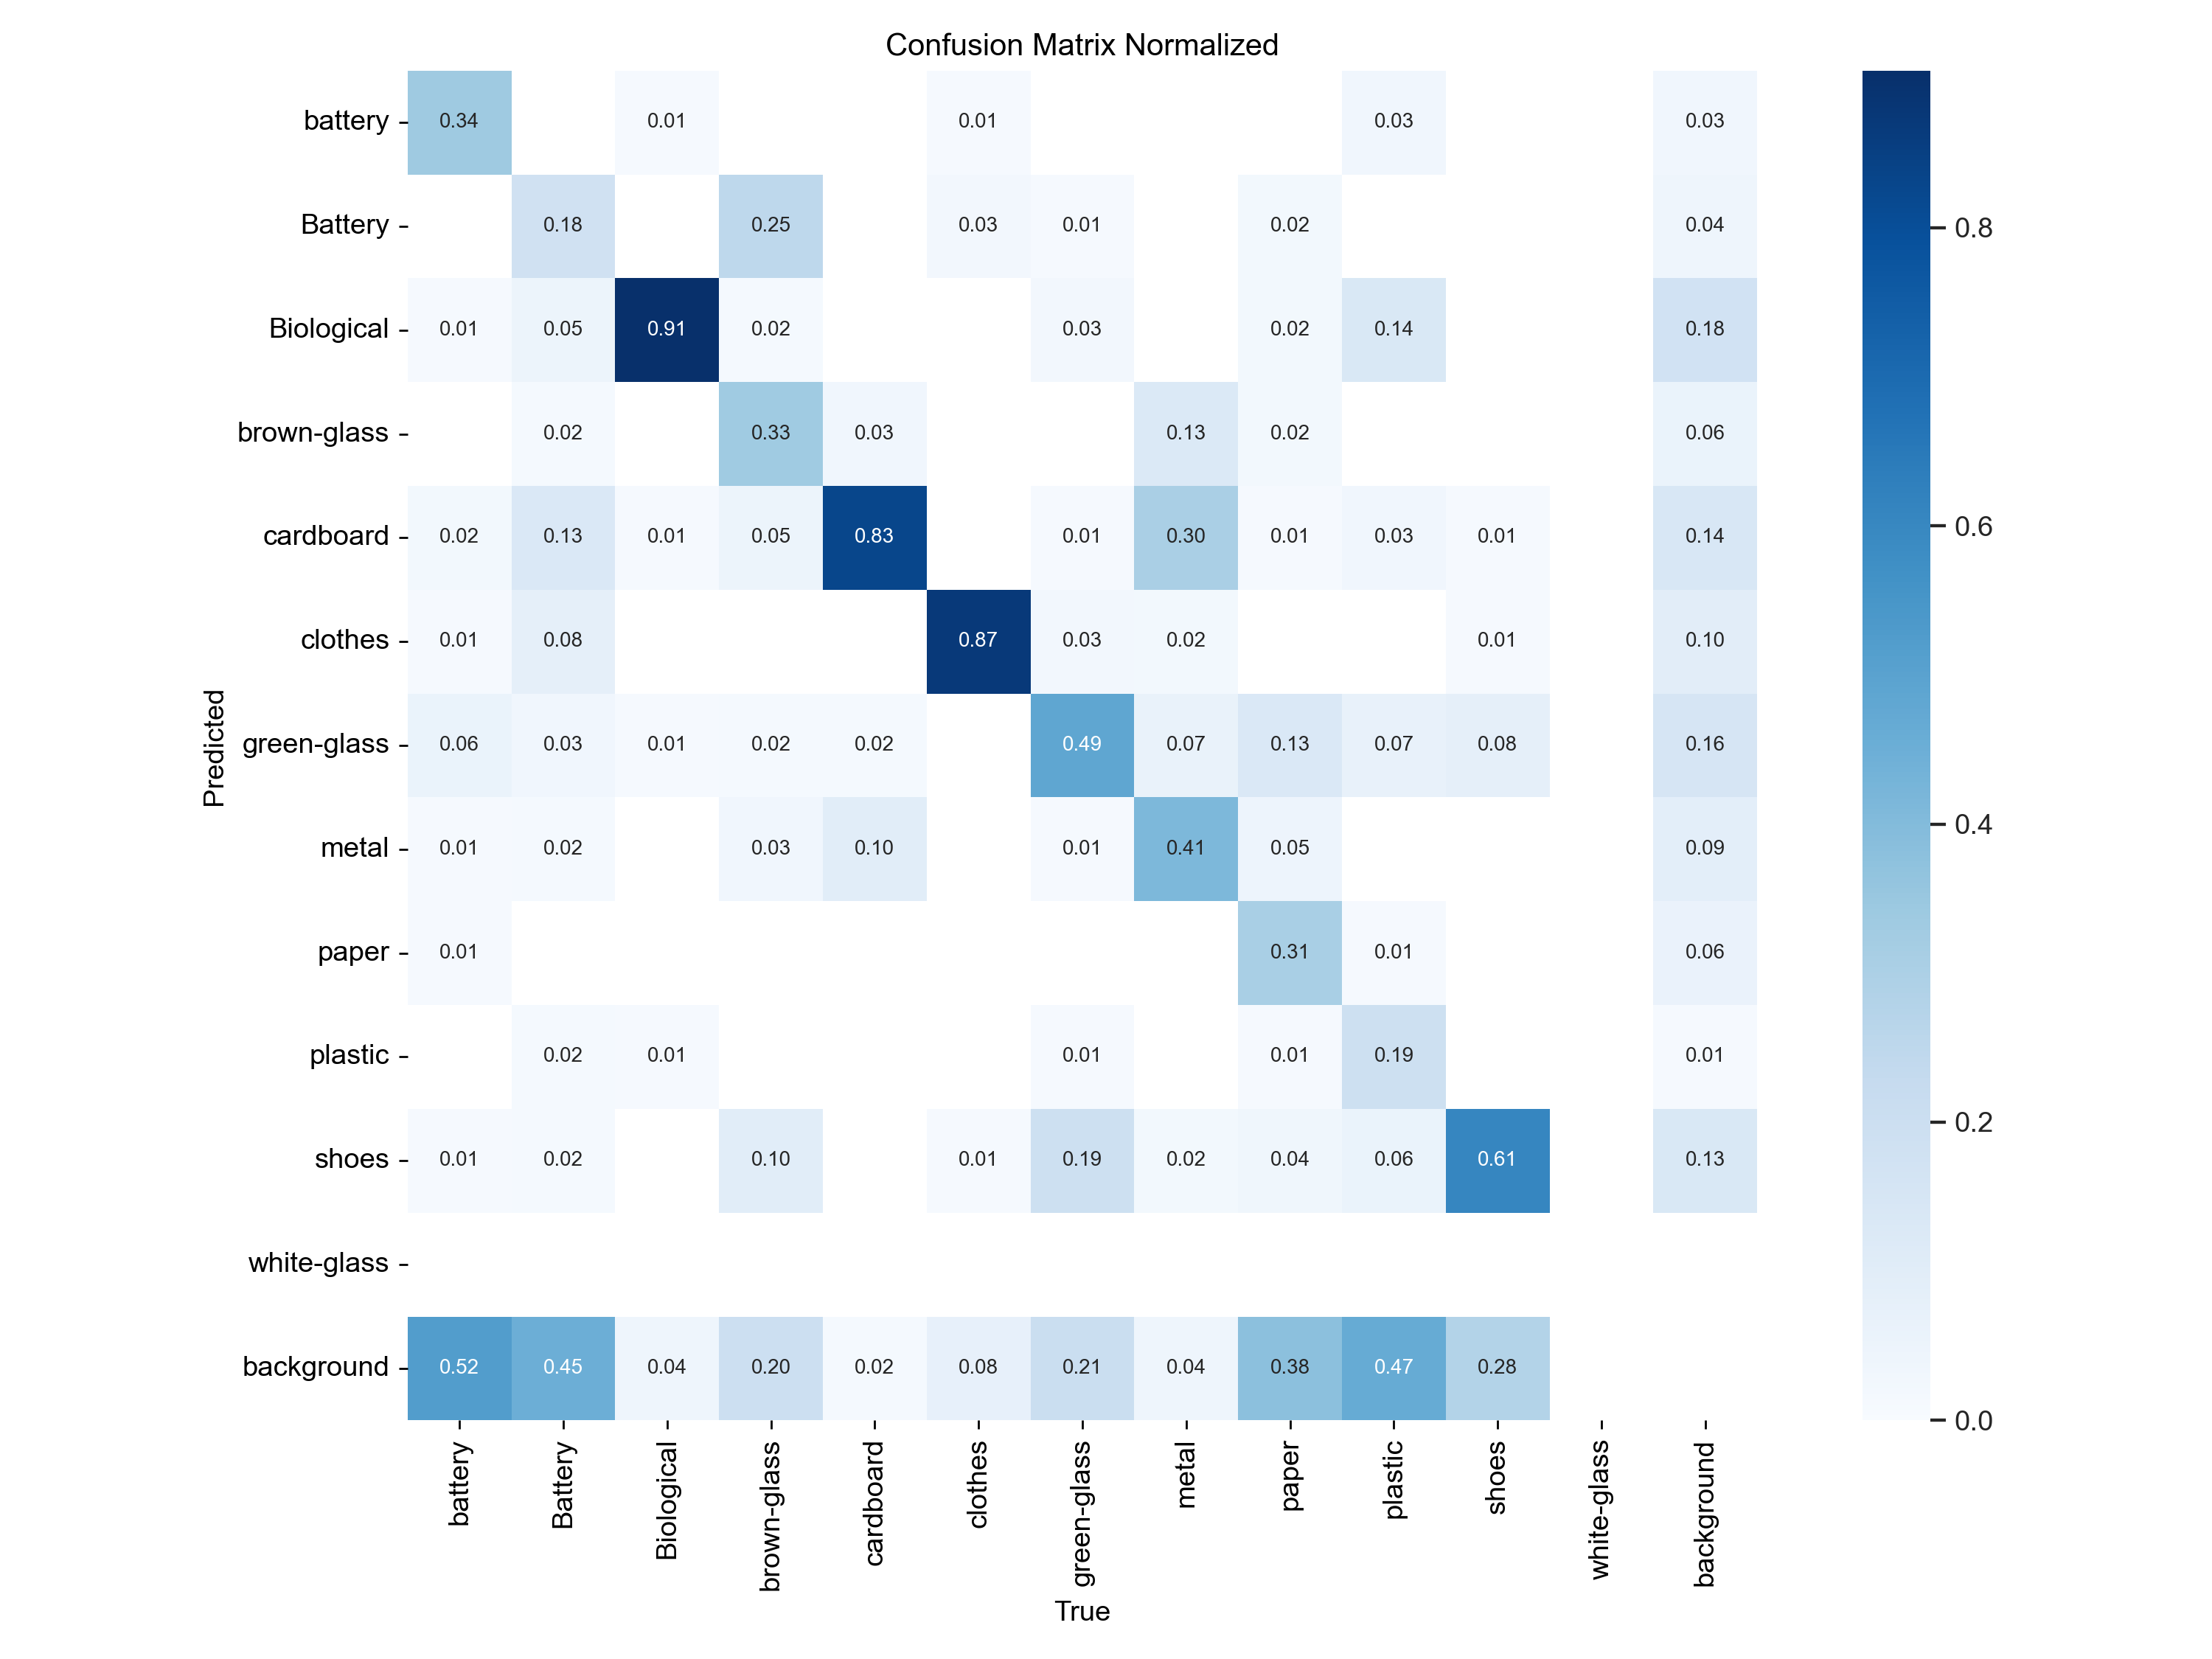 Confusion Matrix Normalized
battery 0.34 0.01 0.01 0.03 0.03
Battery 0.18 0.25 0.03 0.01 0.02 0.04 0.8
Biological 0.01 0.05 0.91 0.02 0.03 0.02 0.14 0.18
brown-glass 0.02 0.33 0.03 0.13 0.02 0.06
cardboard 0.02 0.13 0.01 0.05 0.83 0.01 0.30 0.01 0.03 0.01 0.14 0.6
clothes 0.01 0.08 0.87 0.03 0.02 0.01 0.10
Predicted
green-glass 0.06 0.03 0.01 0.02 0.02 0.49 0.07 0.13 0.07 0.08 0.16
metal 0.01 0.02 0.03 0.10 0.01 0.41 0.05 0.09 0.4
paper 0.01 0.31 0.01 0.06
plastic 0.02 0.01 0.01 0.01 0.19 0.01
shoes 0.01 0.02 0.10 0.01 0.19 0.02 0.04 0.06 0.61 0.13 0.2
white-glass
background 0.52 0.45 0.04 0.20 0.02 0.08 0.21 0.04 0.38 0.47 0.28 0.0
battery Battery Biological brown-glass cardboard clothes green-glass metal paper plastic shoes white-glass background
True